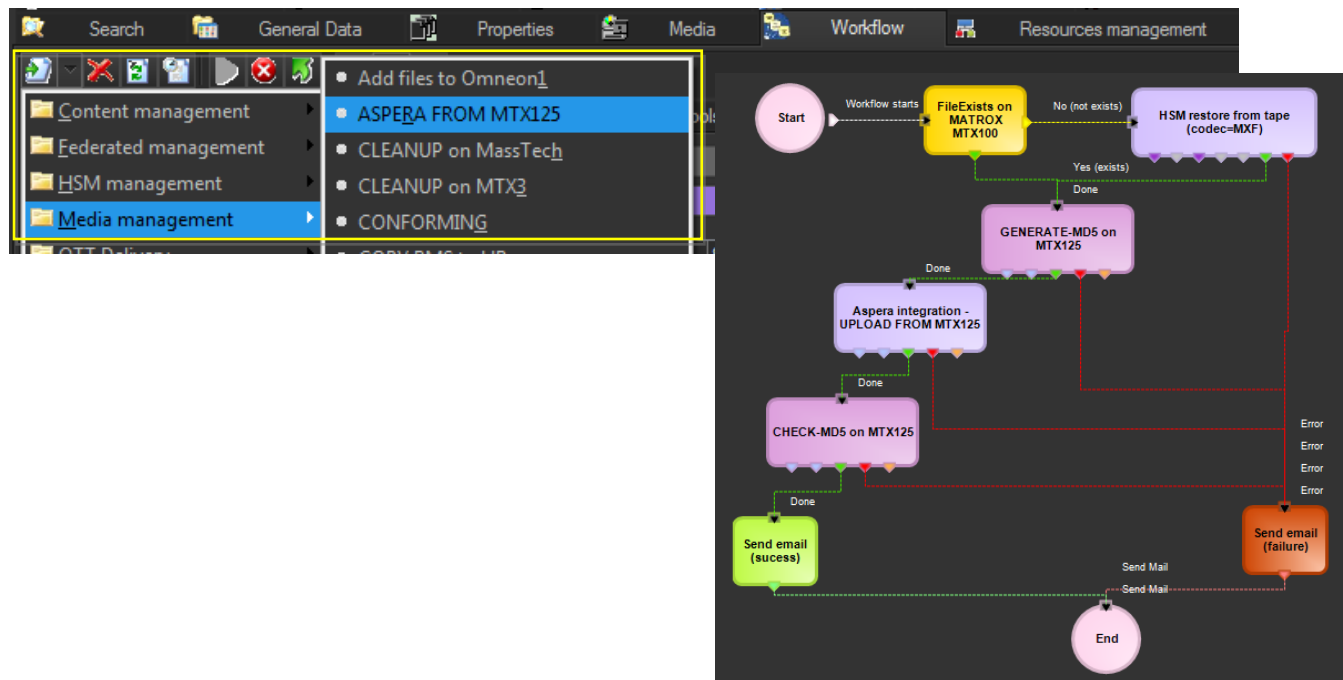 Search
General Data
Properties
Media
Workflow
Resources management
Content management
Federated management
HSM management
Media management
Add files to Omneon1
ASPERA FROM MTX125
CLEANUP on MassTech
CLEANUP on MTX3
CONFORMING
Start
Workflow starts
FileExists on
MATROX
MTX100
No (not exists)
HSM restore from tape
(codec=MXF)
Yes (exists)
Done
GENERATE-MD5 on
MTX125
Done
Aspera integration -
UPLOAD FROM MTX125
Done
CHECK-MD5 on MTX125
Error
Error
Error
Error
Done
Send email
(sucess)
Send email
(failure)
Send Mail
Send Mail
End